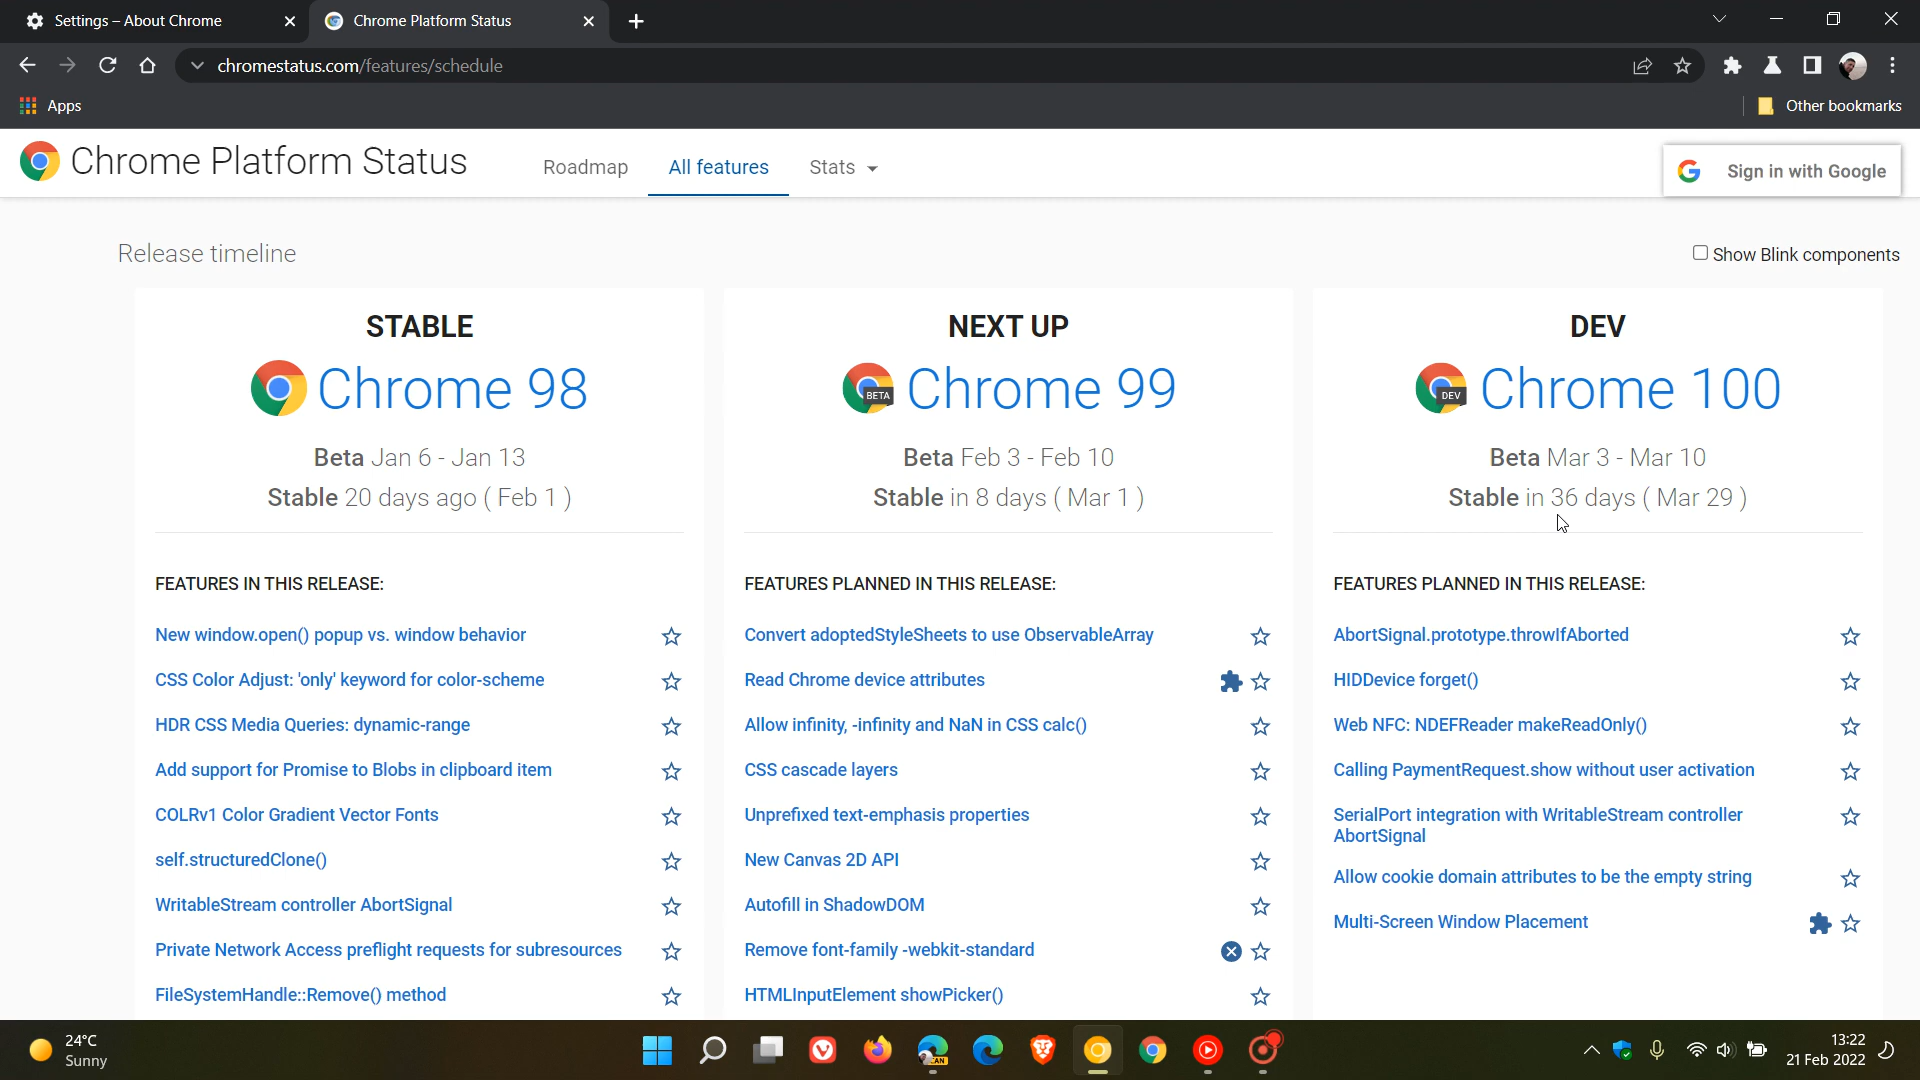 Settings – About Chrome
Chrome Platform Status
chromestatus.com/features/schedule
Apps
Other bookmarks
Chrome Platform Status
Roadmap
All features
Stats
Sign in with Google
Release timeline
Show Blink components
STABLE
Chrome 98
Beta Jan 6 - Jan 13
Stable 20 days ago ( Feb 1 )
FEATURES IN THIS RELEASE:
New window.open() popup vs. window behavior
CSS Color Adjust: 'only' keyword for color-scheme
HDR CSS Media Queries: dynamic-range
Add support for Promise to Blobs in clipboard item
COLRv1 Color Gradient Vector Fonts
self.structuredClone()
WritableStream controller AbortSignal
Private Network Access preflight requests for subresources
FileSystemHandle::Remove() method
NEXT UP
BETA
Chrome 99
Beta Feb 3 - Feb 10
Stable in 8 days ( Mar 1 )
FEATURES PLANNED IN THIS RELEASE:
Convert adoptedStyleSheets to use ObservableArray
Read Chrome device attributes
Allow infinity, -infinity and NaN in CSS calc()
CSS cascade layers
Unprefixed text-emphasis properties
New Canvas 2D API
Autofill in ShadowDOM
Remove font-family -webkit-standard
HTMLInputElement showPicker()
DEV
DEV
Chrome 100
Beta Mar 3 - Mar 10
Stable in 36 days ( Mar 29 )
FEATURES PLANNED IN THIS RELEASE:
AbortSignal.prototype.throwIfAborted
HIDDevice forget()
Web NFC: NDEFReader makeReadOnly()
Calling PaymentRequest.show without user activation
SerialPort integration with WritableStream controller
AbortSignal
Allow cookie domain attributes to be the empty string
Multi-Screen Window Placement
24°C
Sunny
CAN
13:22
21 Feb 2022